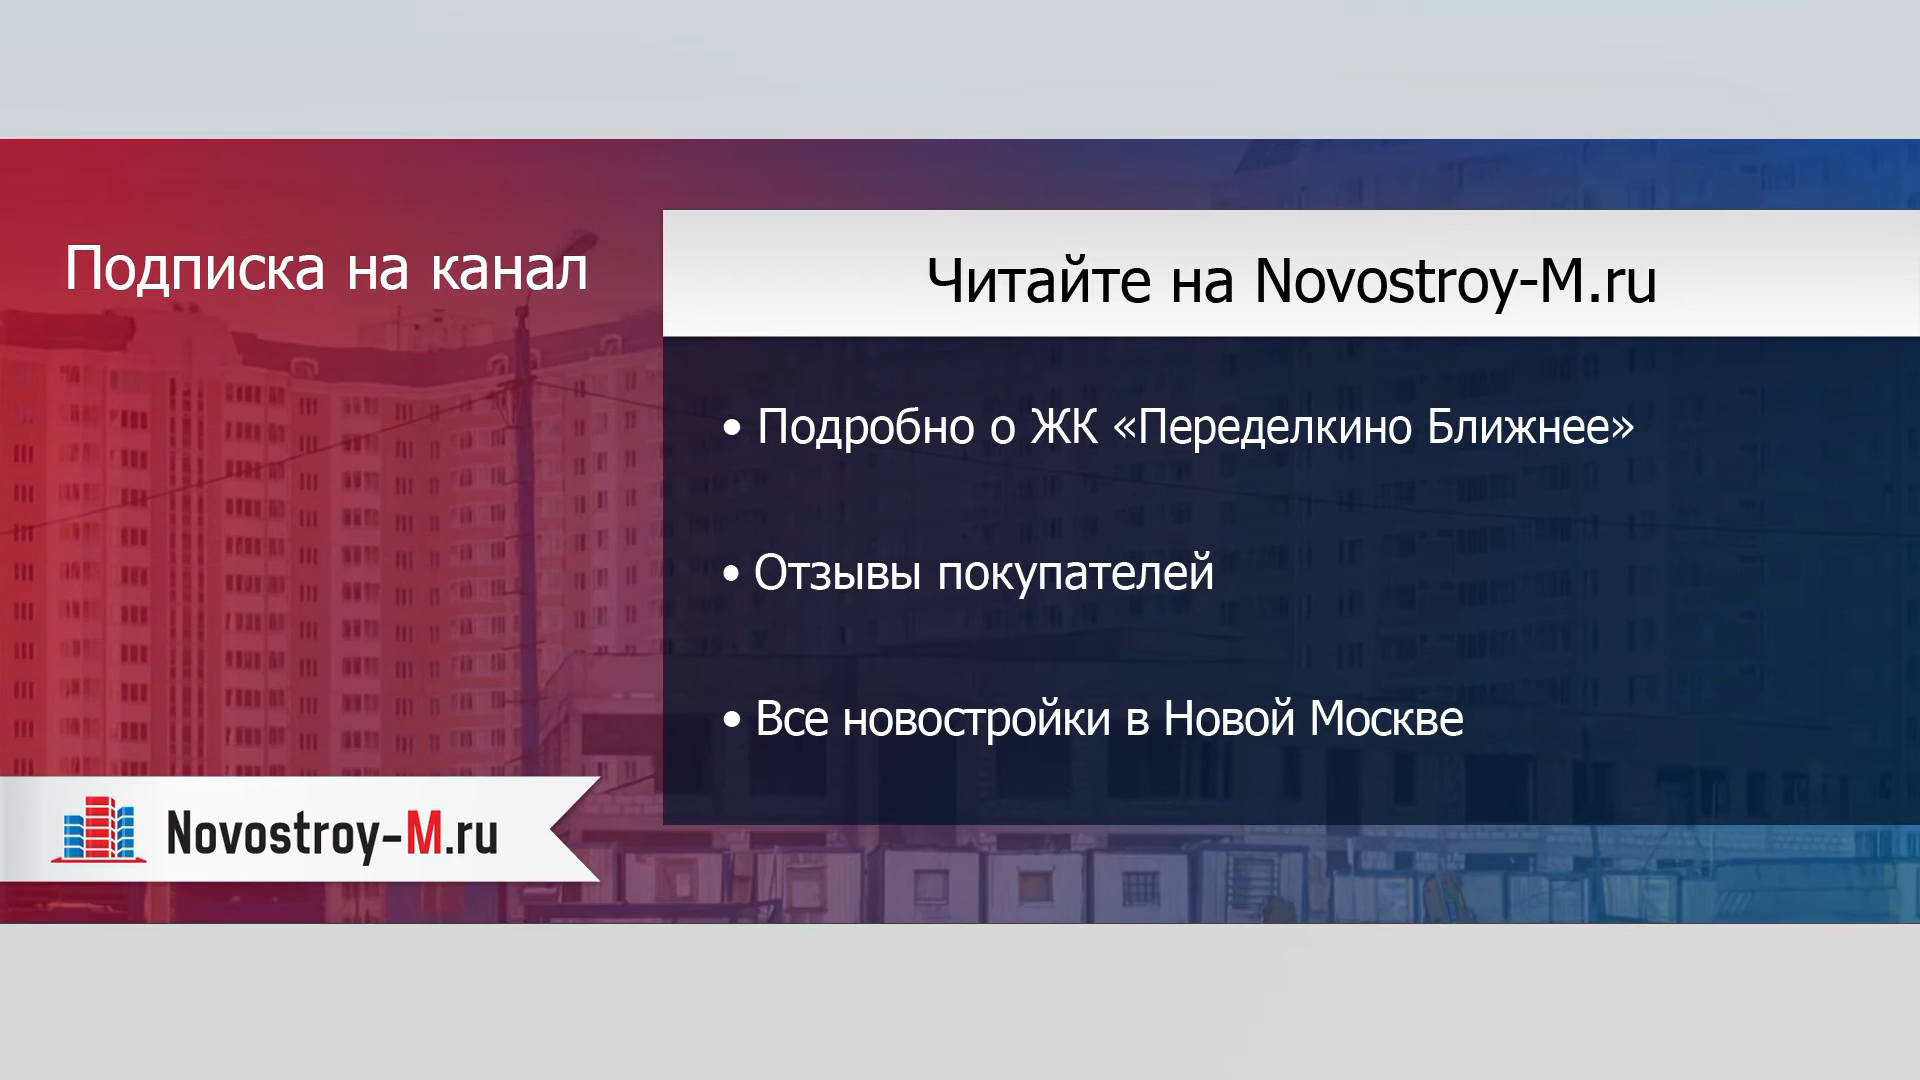 Подписка на канал
Читайте на Novostroy-M.ru
• Подробно о ЖК «Переделкино Ближнее»
• Отзывы покупателей
• Все новостройки в Новой Москве
Novostroy-M.ru